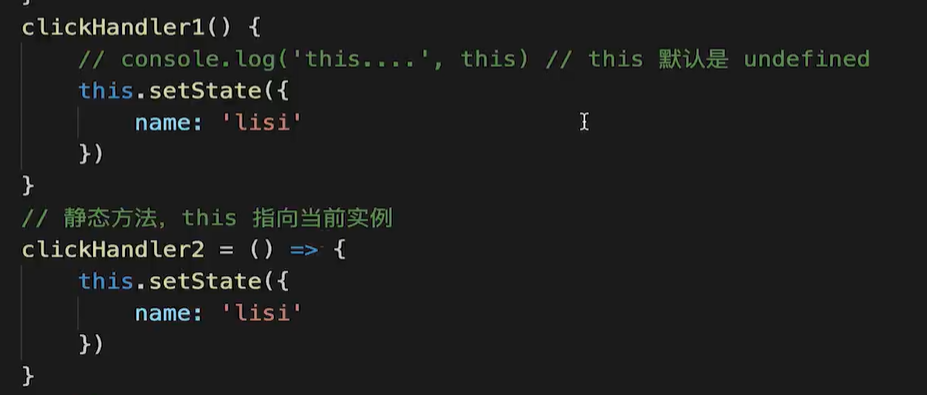 }
clickHandler1() {
// console.log('this....', this) // this 默认是 undefined
this.setState({
name: 'lisi'
})
}
// 静态方法，this 指向当前实例
clickHandler2 = () => {
this.setState({
name: 'lisi'
})
}